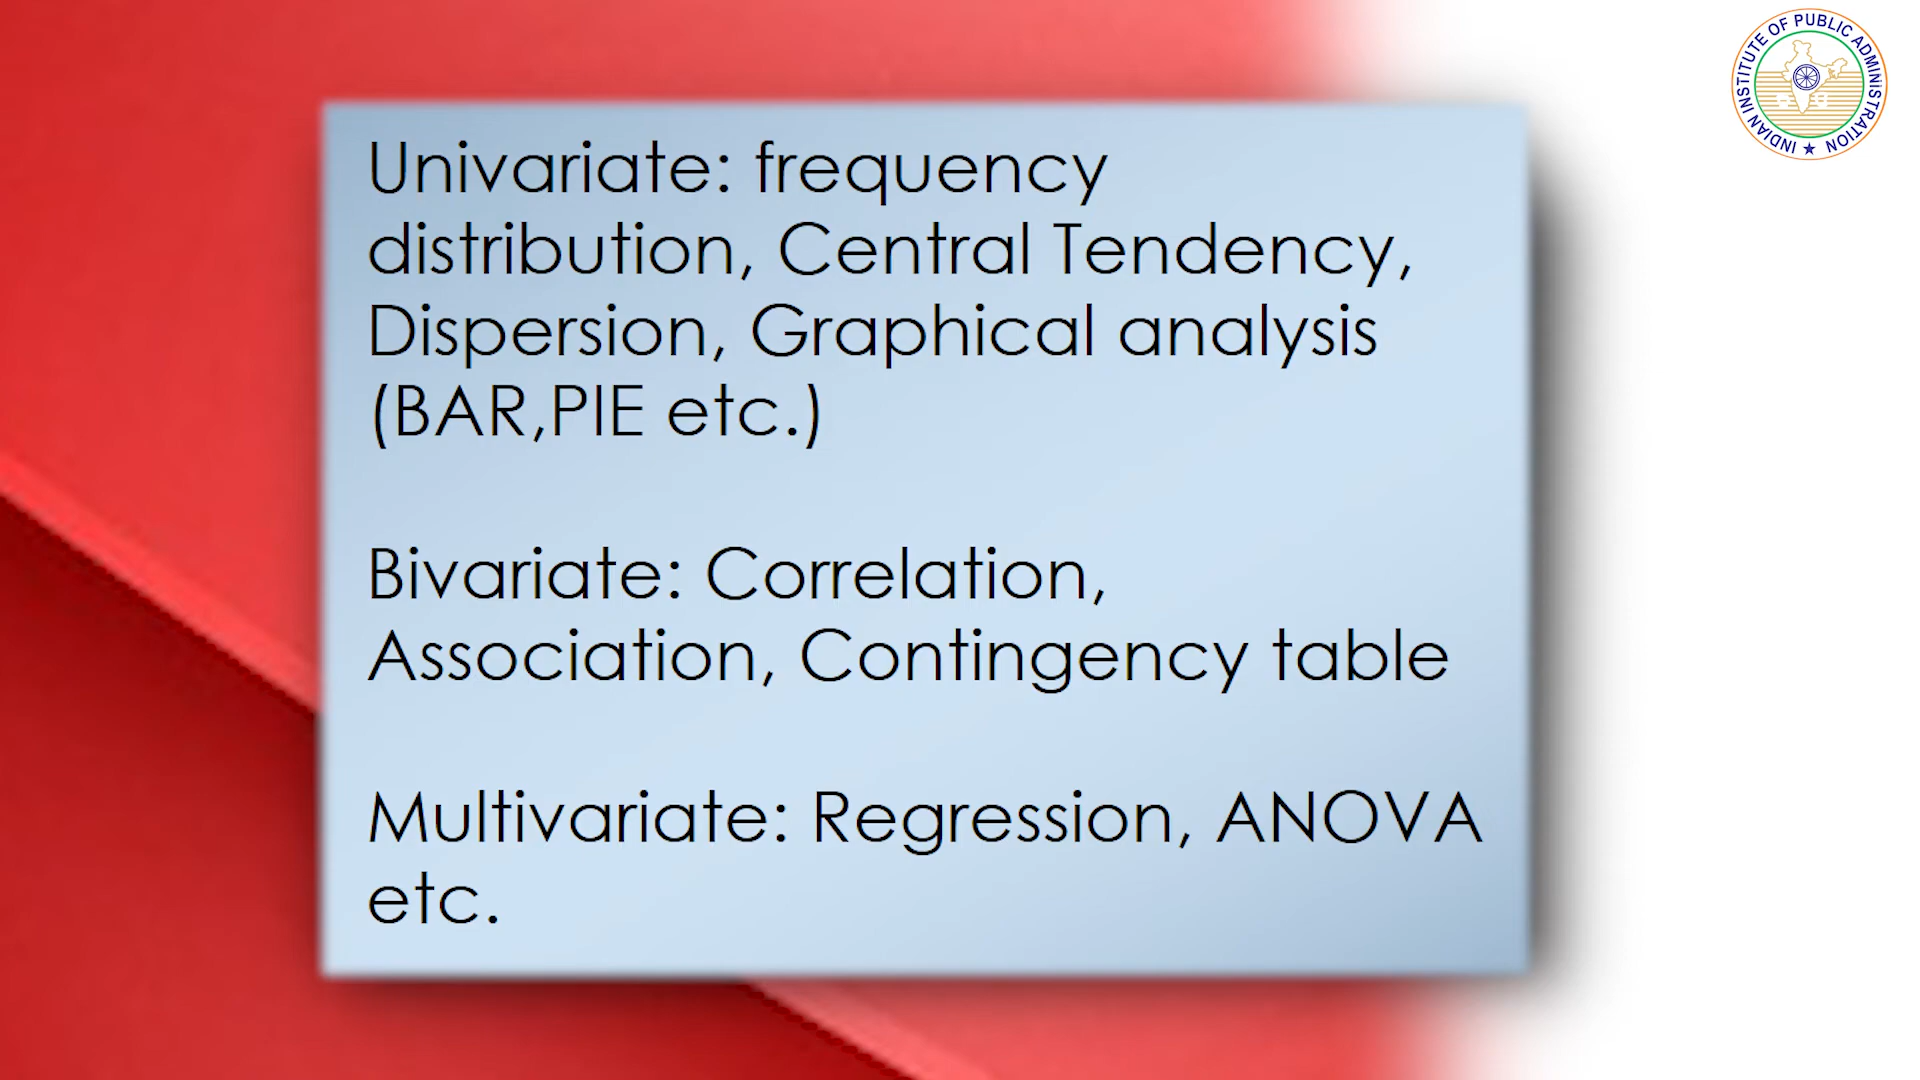 Univariate: frequency
distribution, Central Tendency,
Dispersion, Graphical analysis
(BAR,PIE etc.)
Bivariate: Correlation,
Association, Contingency table
Multivariate: Regression, ANOVA
etc.
INDIAN INSTITUTE OF PUBLIC ADMINISTRATION